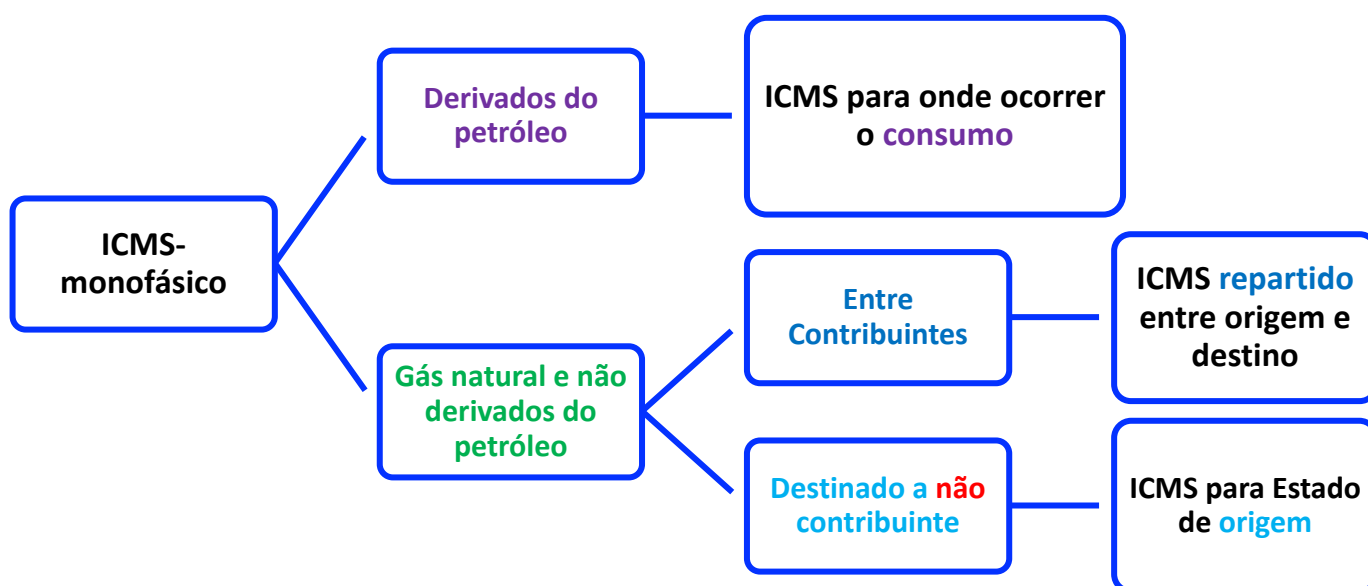 ICMS-
monofásico
Derivados do
petróleo
ICMS para onde ocorrer
o consumo
Gás natural e não
derivados do
petróleo
Entre
Contribuintes
ICMS repartido
entre origem e
destino
Destinado a não
contribuinte
ICMS para Estado
de origem